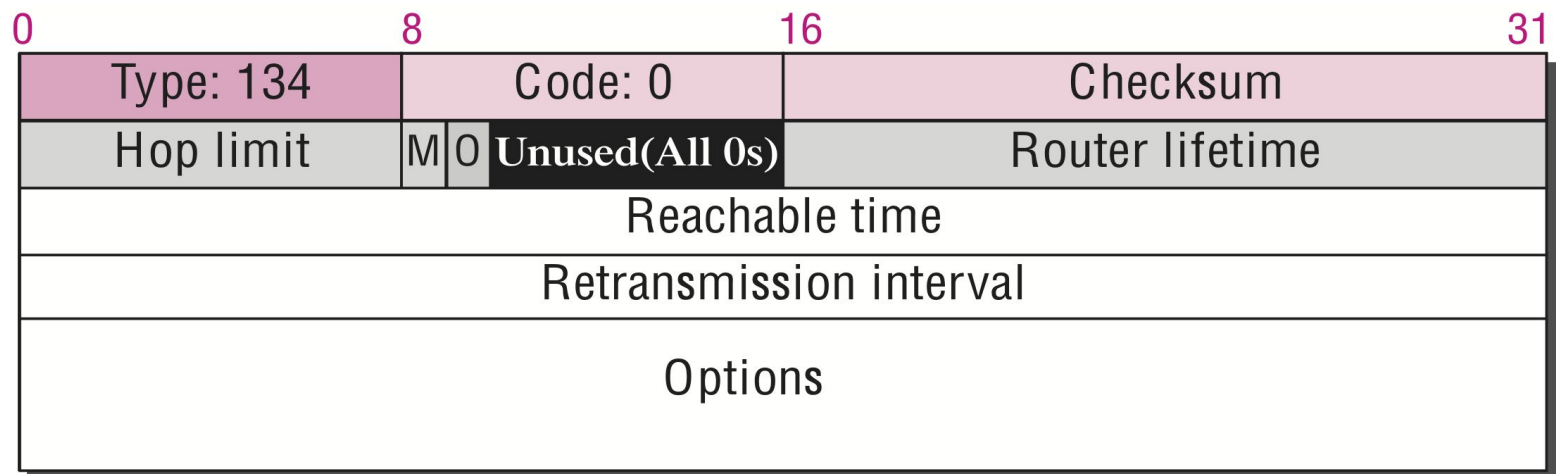 0 8 16 31
Type: 134 Code: 0 Checksum
Hop limit M O Unused(All 0s) Router lifetime
Reachable time
Retransmission interval
Options